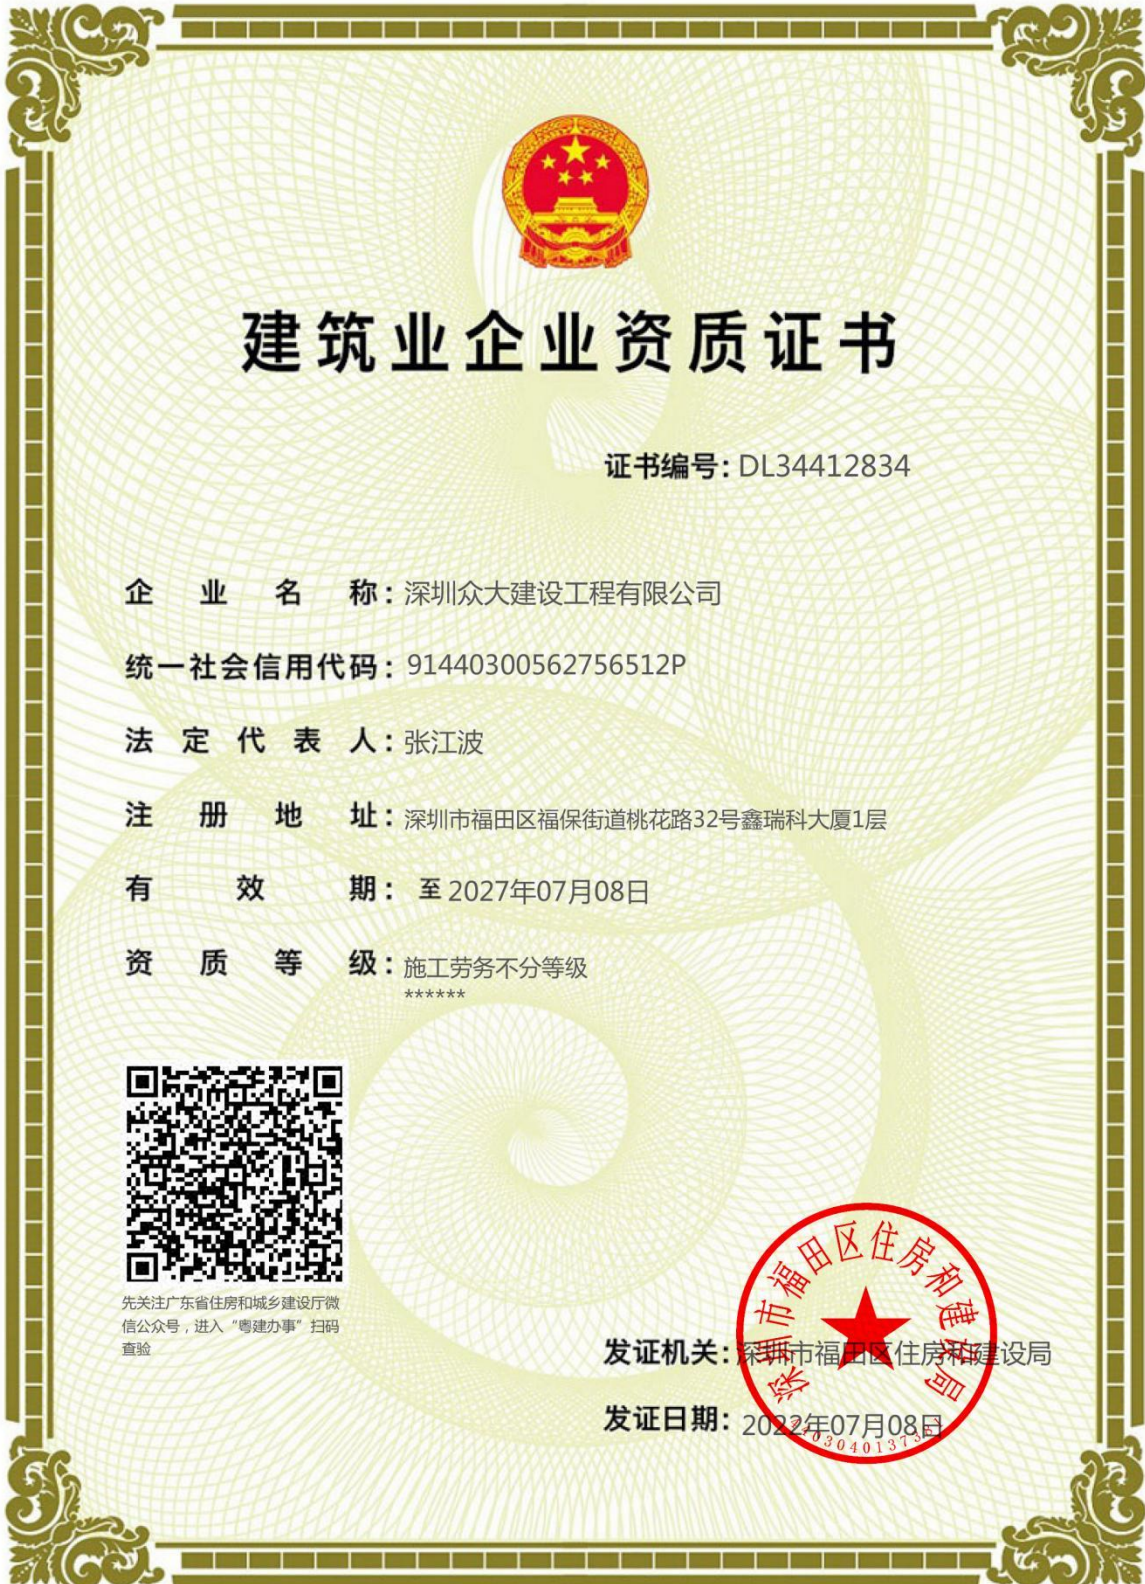 建筑业企业资质证书
证书编号: DL34412834
企业名称: 深圳众大建设工程有限公司
统一社会信用代码: 91440300562756512P
法定代表人: 张江波
注册地址: 深圳市福田区福保街道桃花路32号鑫瑞科大厦1层
有效期: 至 2027年07月08日
资质等级: 施工劳务不分等级
******
先关注广东省住房和城乡建设厅微
信公众号，进入“粤建办事”扫码
查验
深圳市福田区住房和建设局
发证机关: 深圳市福田区住房和建设局
发证日期: 2022年07月08日